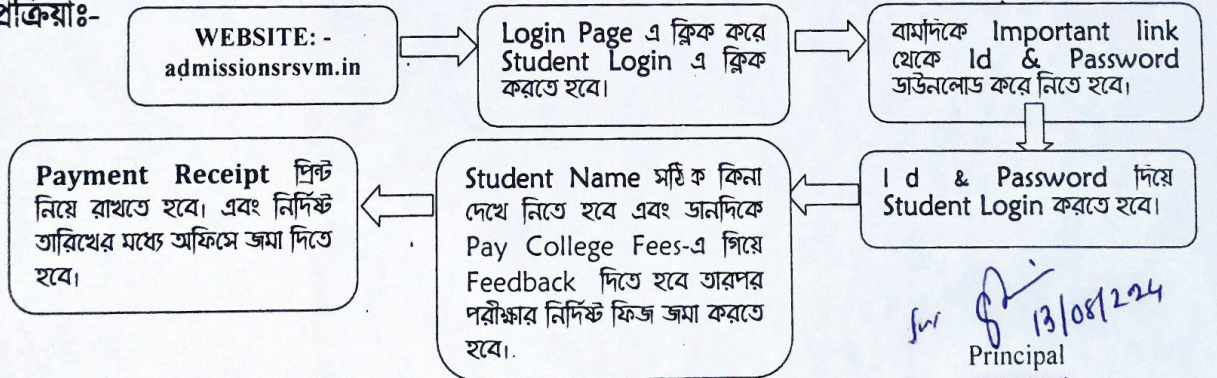 প্রক্রিয়াঃ-
WEBSITE: -
admissionsrsvm.in
Login Page এ ক্লিক করে
Student Login এ ক্লিক
করতে হবে।
বামদিকে Important link
থেকে Id & Password
ডাউনলোড করে নিতে হবে।
I d & Password দিয়ে
Student Login করতে হবে।
Student Name সঠি ক কিনা
দেখে নিতে হবে এবং ডানদিকে
Pay College Fees-এ গিয়ে
Feedback দিতে হবে তারপর
পরীক্ষার নির্দিষ্ট ফিজ জমা করতে
হবে।
Payment Receipt প্রিন্ট
নিয়ে রাখতে হবে। এবং নির্দিষ্ট
তারিখের মধ্যে অফিসে জমা দিতে
হবে।
13/08/224
Principal